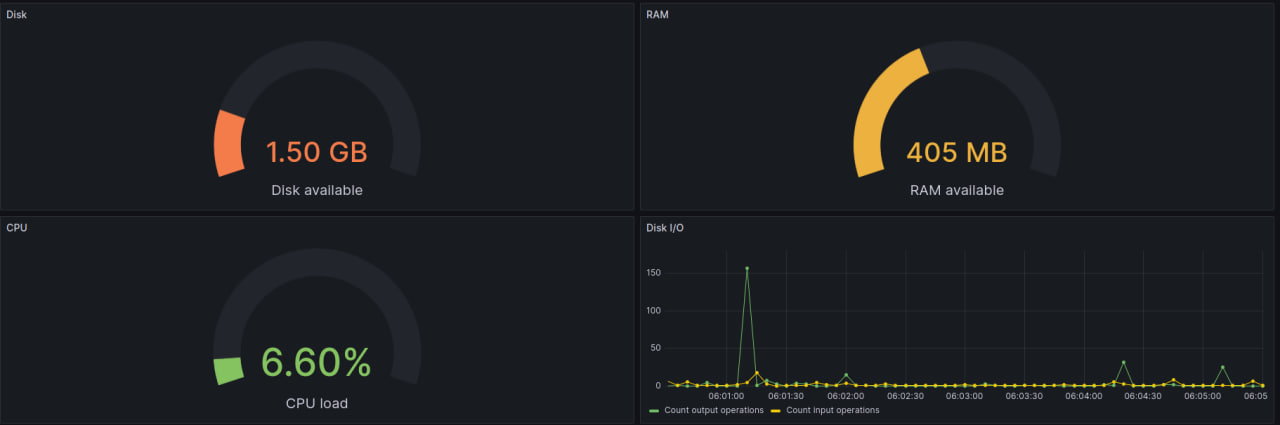 Disk
1.50 GB
Disk available
RAM
405 MB
RAM available
CPU
6.60%
CPU load
Disk I/O
150
100
50
0
06:01:00 06:01:30 06:02:00 06:02:30 06:03:00 06:03:30 06:04:00 06:04:30 06:05:00 06:05
Count output operations Count input operations